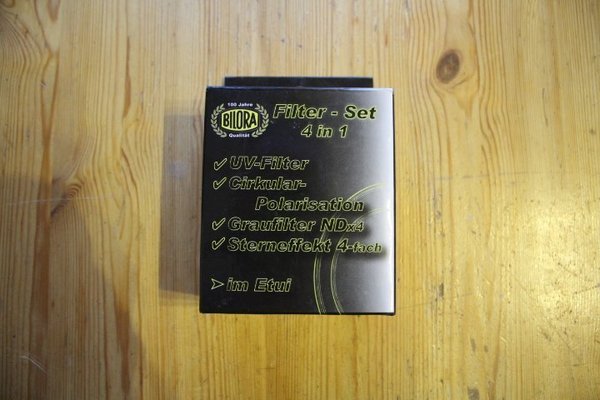 100 Jahre
BILORA
Qualität
Filter - Set
4 in 1
✓ UV-Filter
✓ Cirkular-
Polarisation
✓ Graufilter NDx4
✓ Sterneffekt 4-fach
➢ im Etui